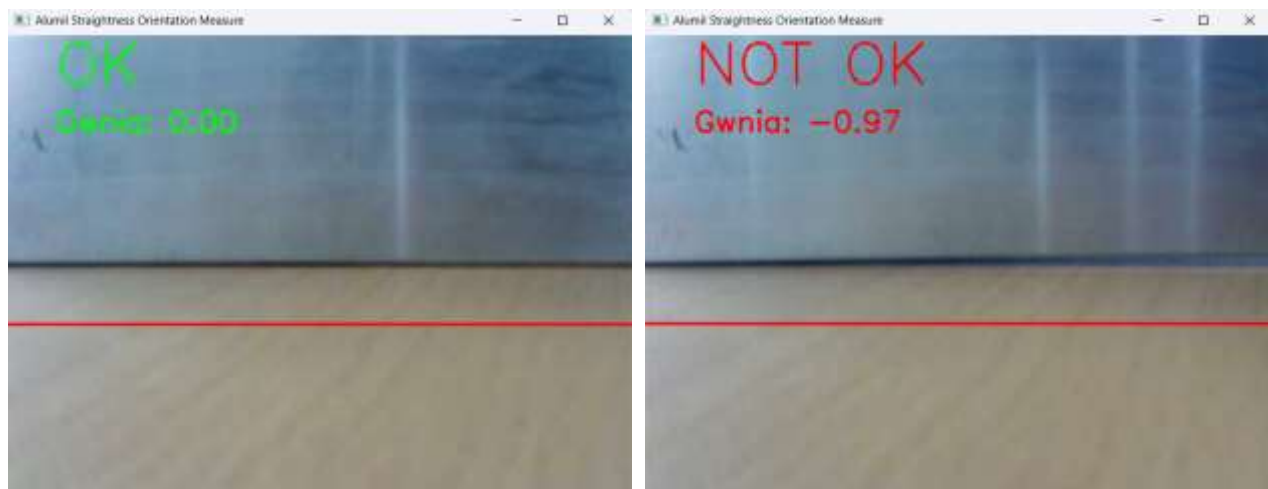 Alumil Straightness Orientation Measure
OK
Gwnia: 0.00
Alumil Straightness Orientation Measure
NOT OK
Gwnia: −0.97